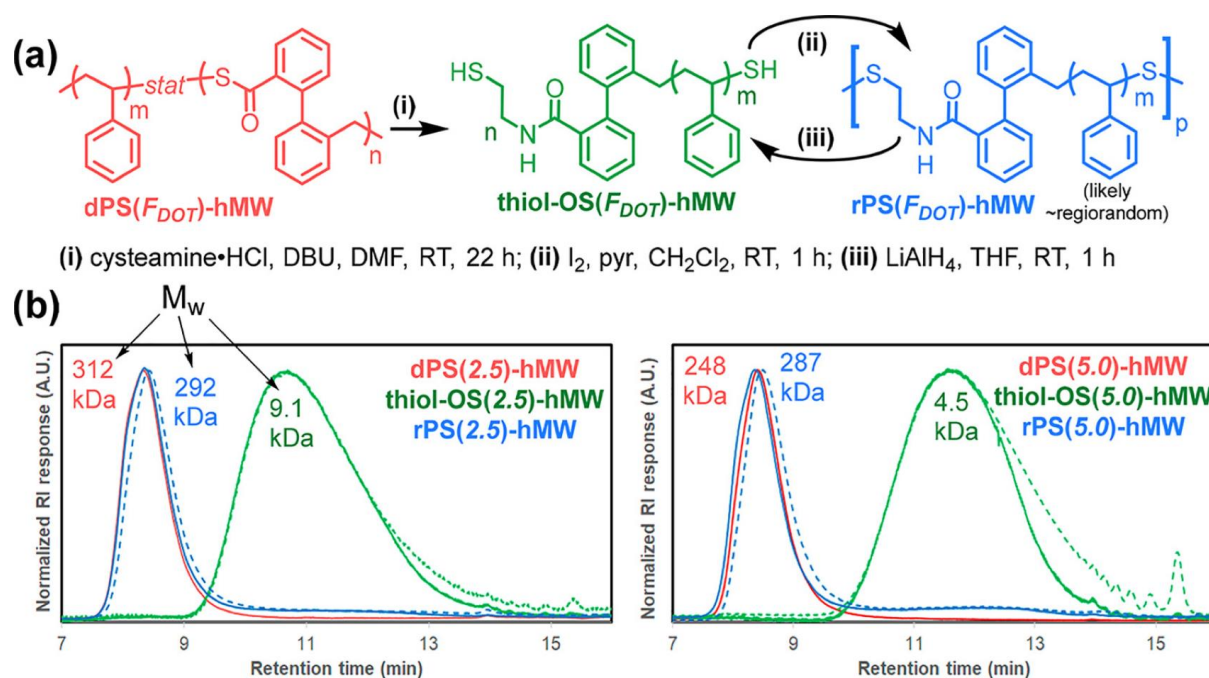 (a)
m
stat
S
O
n
dPS(F_DOT)-hMW
(i)
HS
O
n
N
H
SH
m
thiol-OS(F_DOT)-hMW
(ii)
(iii)
S
O
N
H
S
m
p
rPS(F_DOT)-hMW
(likely
~regiorandom)
(i) cysteamine•HCl, DBU, DMF, RT, 22 h; (ii) I₂, pyr, CH₂Cl₂, RT, 1 h; (iii) LiAlH₄, THF, RT, 1 h
(b)
M_w
Normalized RI response (A.U.)
312
kDa
292
kDa
9.1
kDa
dPS(2.5)-hMW
thiol-OS(2.5)-hMW
rPS(2.5)-hMW
7 9 11 13 15
Retention time (min)
Normalized RI response (A.U.)
248
kDa
287
kDa
4.5
kDa
dPS(5.0)-hMW
thiol-OS(5.0)-hMW
rPS(5.0)-hMW
7 9 11 13 15
Retention time (min)